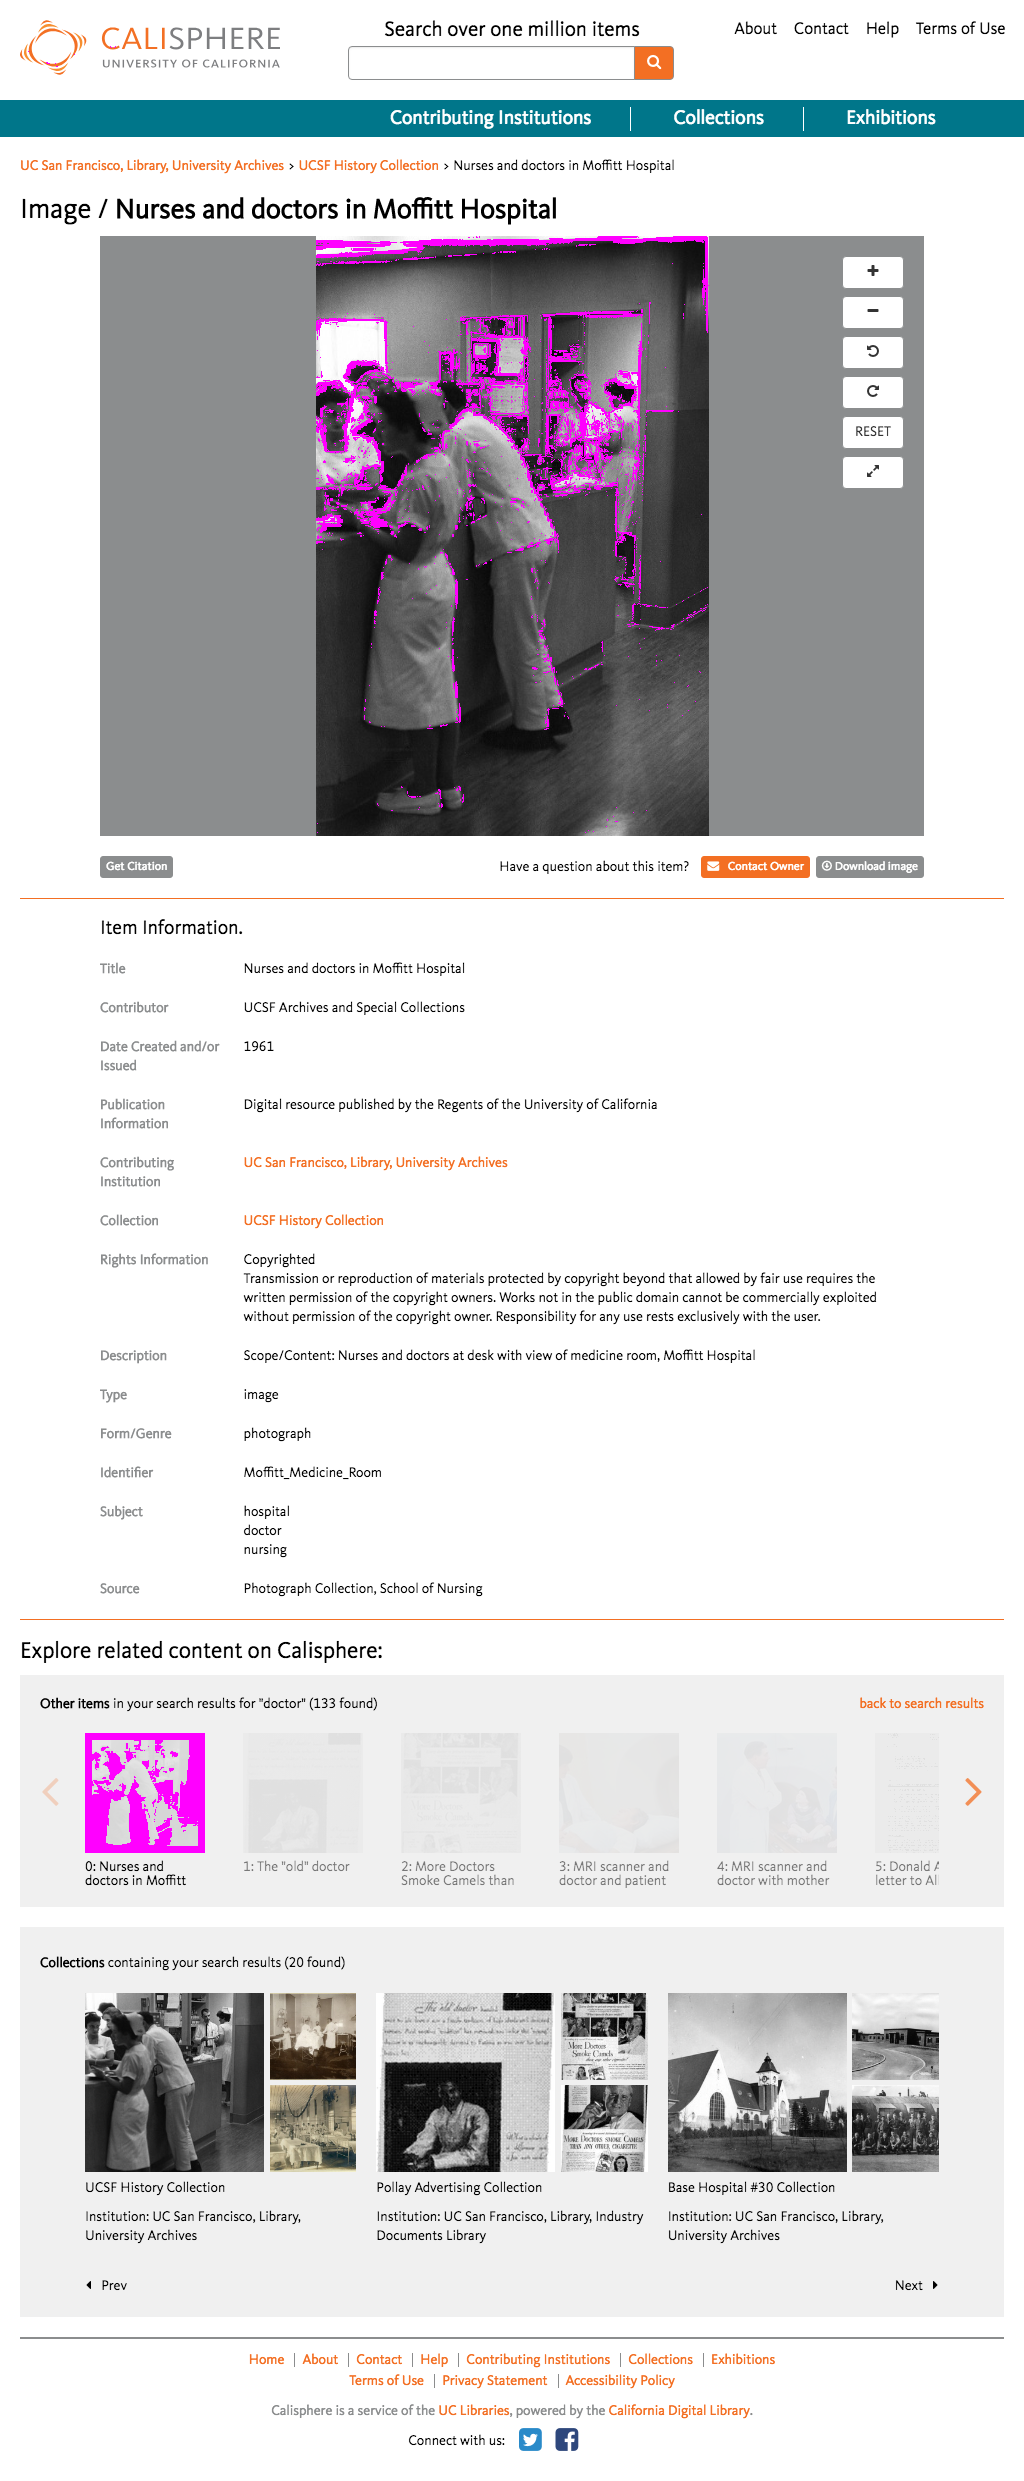 CALISPHERE
UNIVERSITY OF CALIFORNIA
Search over one million items
About Contact Help Terms of Use
Contributing Institutions Collections Exhibitions
UC San Francisco, Library, University Archives > UCSF History Collection > Nurses and doctors in Moffitt Hospital
Image / Nurses and doctors in Moffitt Hospital
RESET
Get Citation Have a question about this item? Contact Owner Download image
Item Information.
Title Nurses and doctors in Moffitt Hospital
Contributor UCSF Archives and Special Collections
Date Created and/or 1961
Issued
Publication Digital resource published by the Regents of the University of California
Information
Contributing UC San Francisco, Library, University Archives
Institution
Collection UCSF History Collection
Rights Information Copyrighted
Transmission or reproduction of materials protected by copyright beyond that allowed by fair use requires the
written permission of the copyright owners. Works not in the public domain cannot be commercially exploited
without permission of the copyright owner. Responsibility for any use rests exclusively with the user.
Description Scope/Content: Nurses and doctors at desk with view of medicine room, Moffitt Hospital
Type image
Form/Genre photograph
Identifier Moffitt_Medicine_Room
Subject hospital
doctor
nursing
Source Photograph Collection, School of Nursing
Explore related content on Calisphere:
Other items in your search results for "doctor" (133 found) back to search results
0: Nurses and
doctors in Moffitt
1: The "old" doctor
2: More Doctors
Smoke Camels than
3: MRI scanner and
doctor and patient
4: MRI scanner and
doctor with mother
5: Donald A
letter to All
Collections containing your search results (20 found)
The old doctor
More Doctors
Smoke Camels
MORE DOCTORS SMOKE CAMELS
THAN ANY OTHER CIGARETTE
UCSF History Collection
Institution: UC San Francisco, Library,
University Archives
Pollay Advertising Collection
Institution: UC San Francisco, Library, Industry
Documents Library
Base Hospital #30 Collection
Institution: UC San Francisco, Library,
University Archives
Prev Next
Home | About | Contact | Help | Contributing Institutions | Collections | Exhibitions
Terms of Use | Privacy Statement | Accessibility Policy
Calisphere is a service of the UC Libraries, powered by the California Digital Library.
Connect with us: